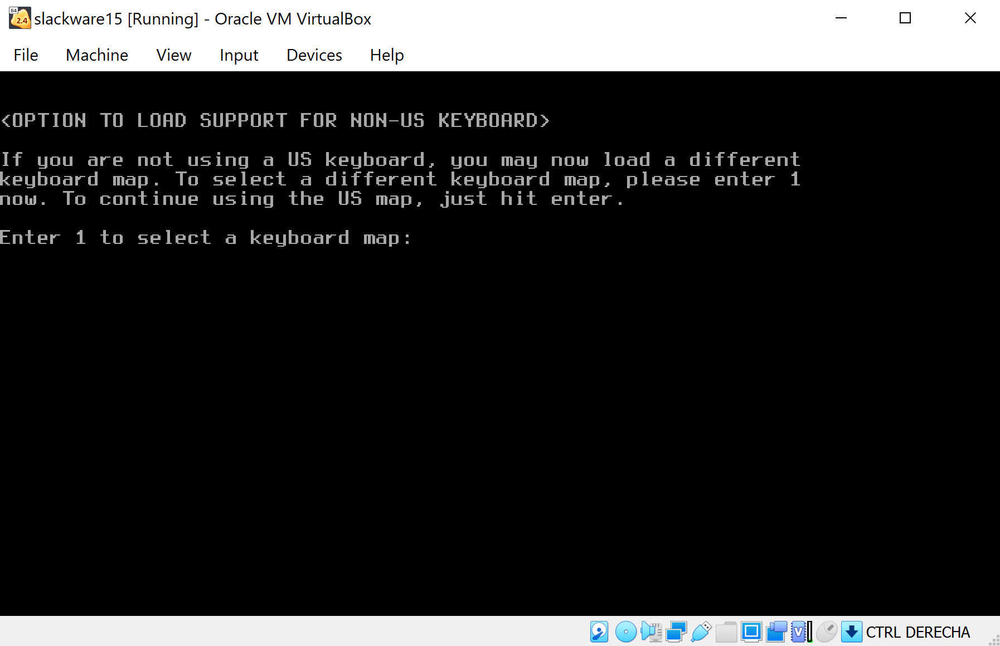 64
2.4
slackware15 [Running] - Oracle VM VirtualBox
File Machine View Input Devices Help
<OPTION TO LOAD SUPPORT FOR NON-US KEYBOARD>
If you are not using a US keyboard, you may now load a different
keyboard map. To select a different keyboard map, please enter 1
now. To continue using the US map, just hit enter.
Enter 1 to select a keyboard map:
V
CTRL DERECHA